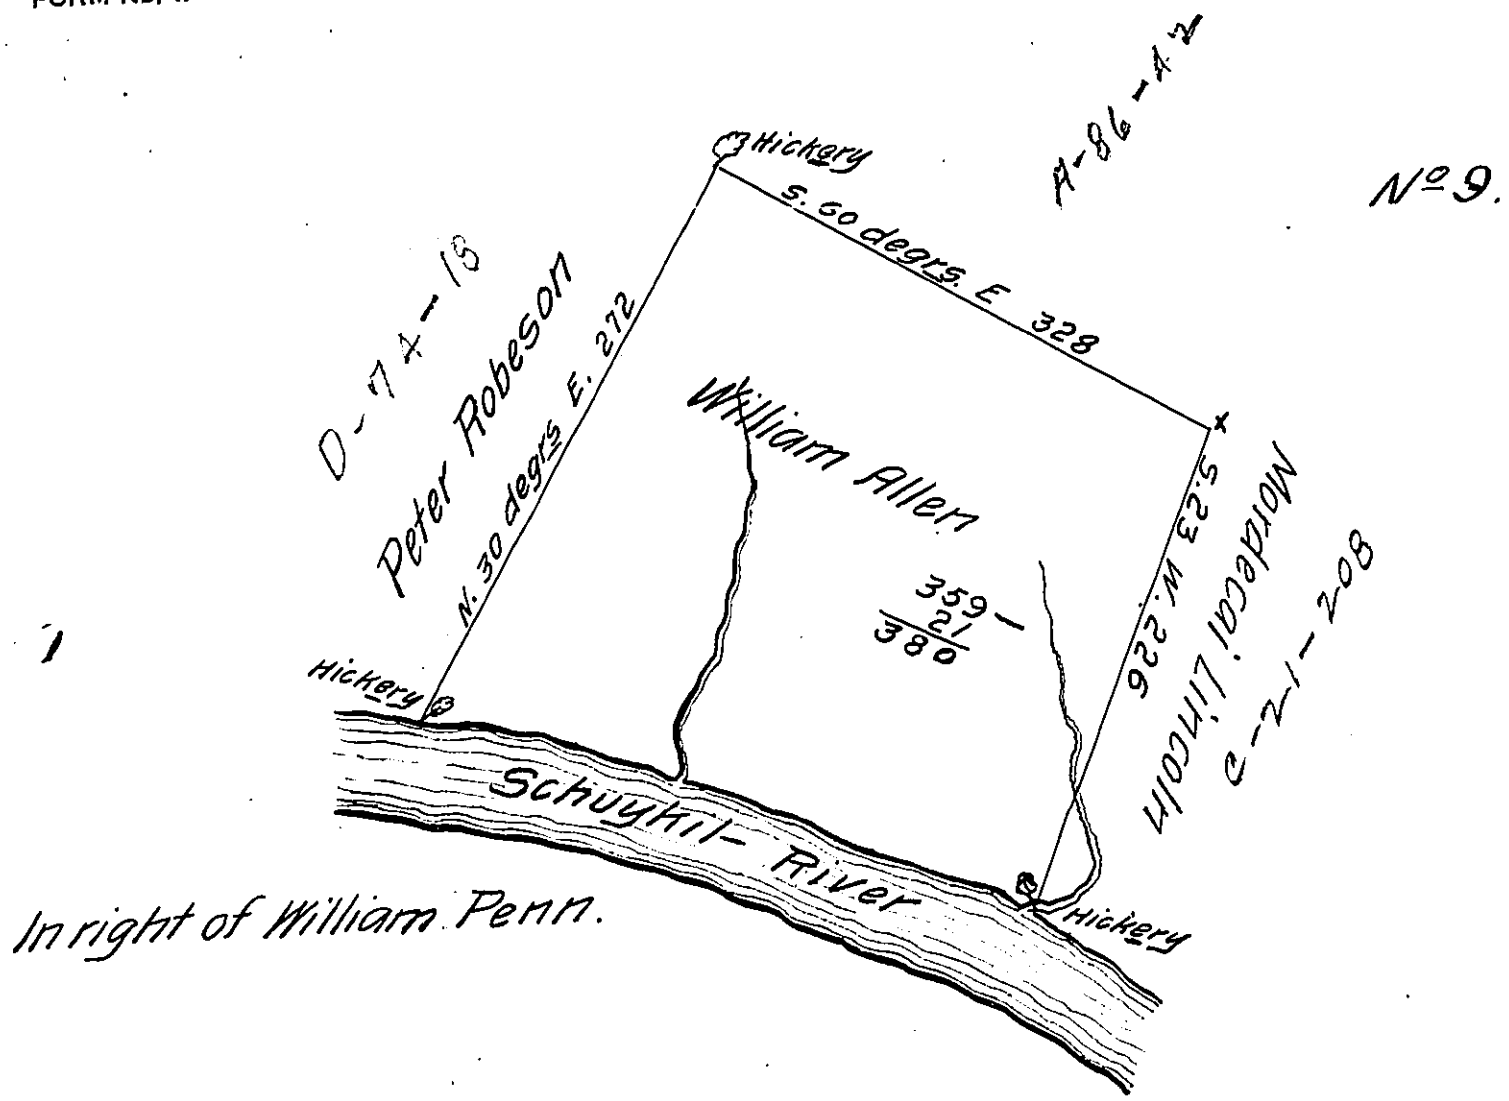 Hickery
A-86-42
Nº 9.
S. 60 degrs. E 328
D-74-18
Peter Robeson
N. 30 degrs E. 272
William Allen
359
21
380
S. 23 W. 226
Mordecai Lincoln
C-21-208
Hickery
Schuykil- River
Hickery
In right of William Penn.